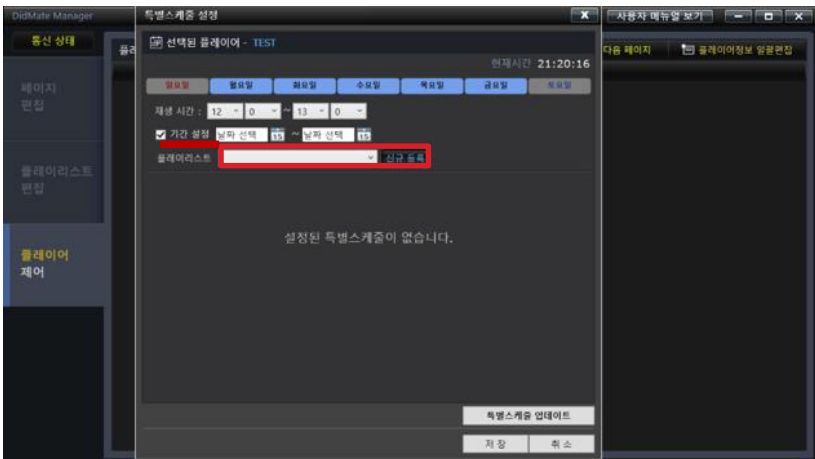 DidMate Manager
특별스케줄 설정
X
사용자 메뉴얼 보기
통신 상태
선택된 플레이어 - TEST
다음 페이지
플레이어정보 일괄편집
현재시간 21:20:16
일요일 월요일 화요일 수요일 목요일 금요일 토요일
페이지
편집
재생 시간 : 12 0 ~ 13 0
기간 설정 날짜 선택 15 ~ 날짜 선택 15
플레이리스트 신규 등록
플레이리스트
편집
설정된 특별스케줄이 없습니다.
플레이어
제어
특별스케줄 업데이트
저 장 취 소